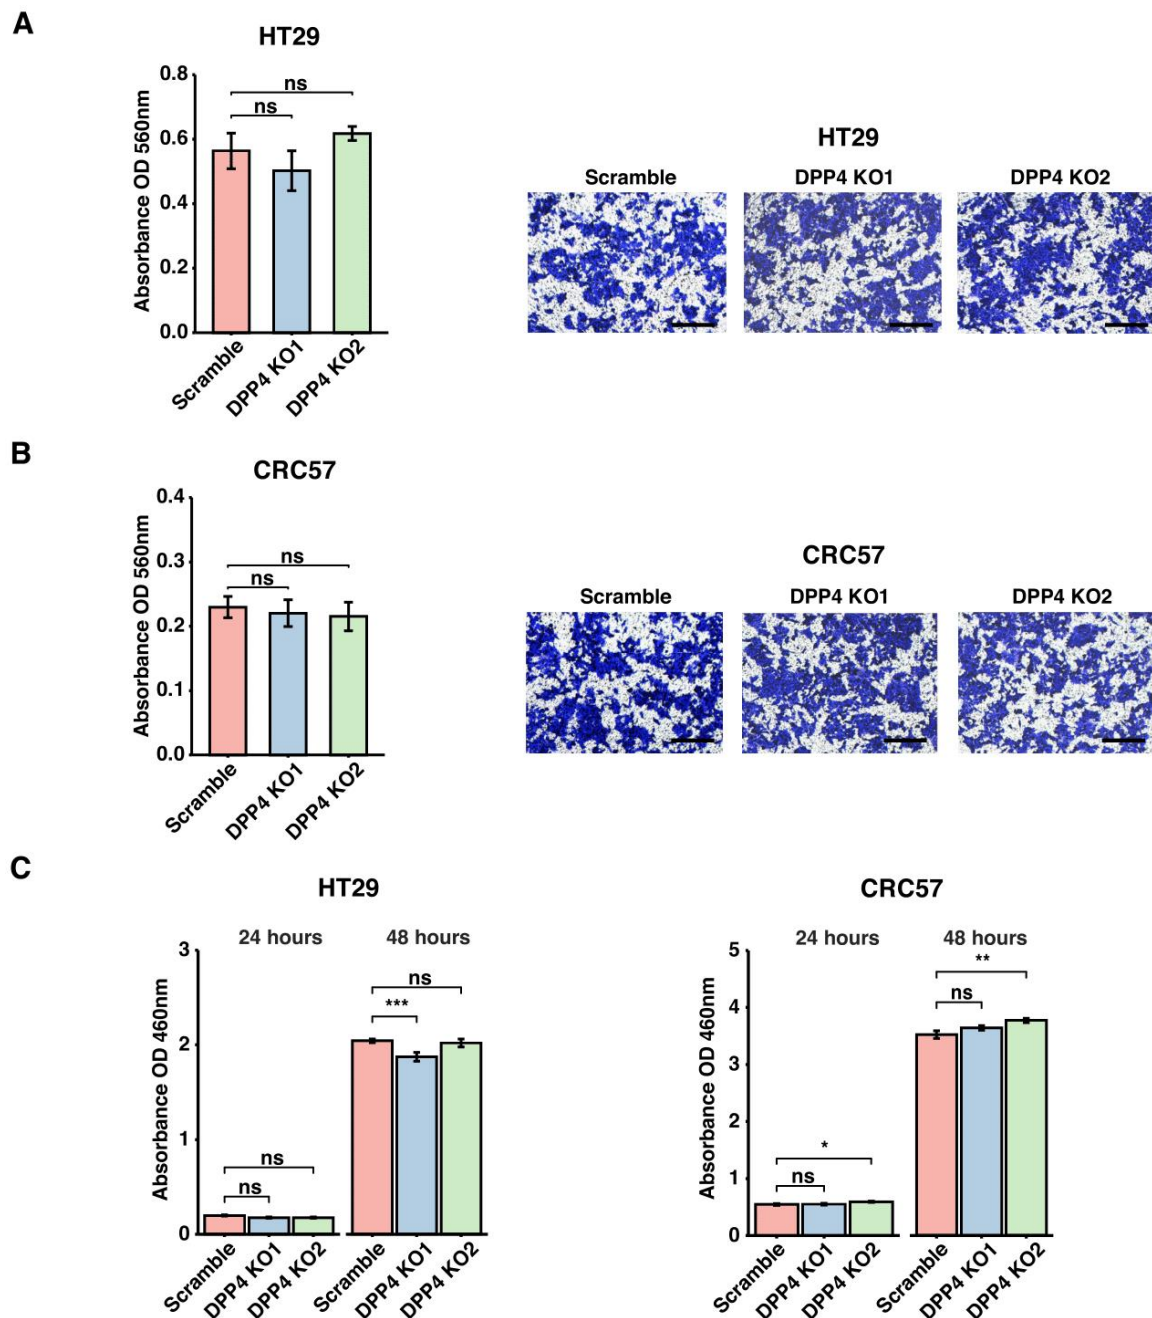 A
HT29
Absorbance OD 560nm
0.8
0.6
0.4
0.2
0.0
ns
ns
Scramble
DPP4 KO1
DPP4 KO2
HT29
Scramble
DPP4 KO1
DPP4 KO2
B
CRC57
Absorbance OD 560nm
0.4
0.3
0.2
0.1
0.0
ns
ns
Scramble
DPP4 KO1
DPP4 KO2
CRC57
Scramble
DPP4 KO1
DPP4 KO2
C
HT29
24 hours
48 hours
Absorbance OD 460nm
3
2
1
0
ns
ns
ns
***
Scramble
DPP4 KO1
DPP4 KO2
Scramble
DPP4 KO1
DPP4 KO2
CRC57
24 hours
48 hours
Absorbance OD 460nm
5
4
3
2
1
0
*
ns
**
ns
Scramble
DPP4 KO1
DPP4 KO2
Scramble
DPP4 KO1
DPP4 KO2